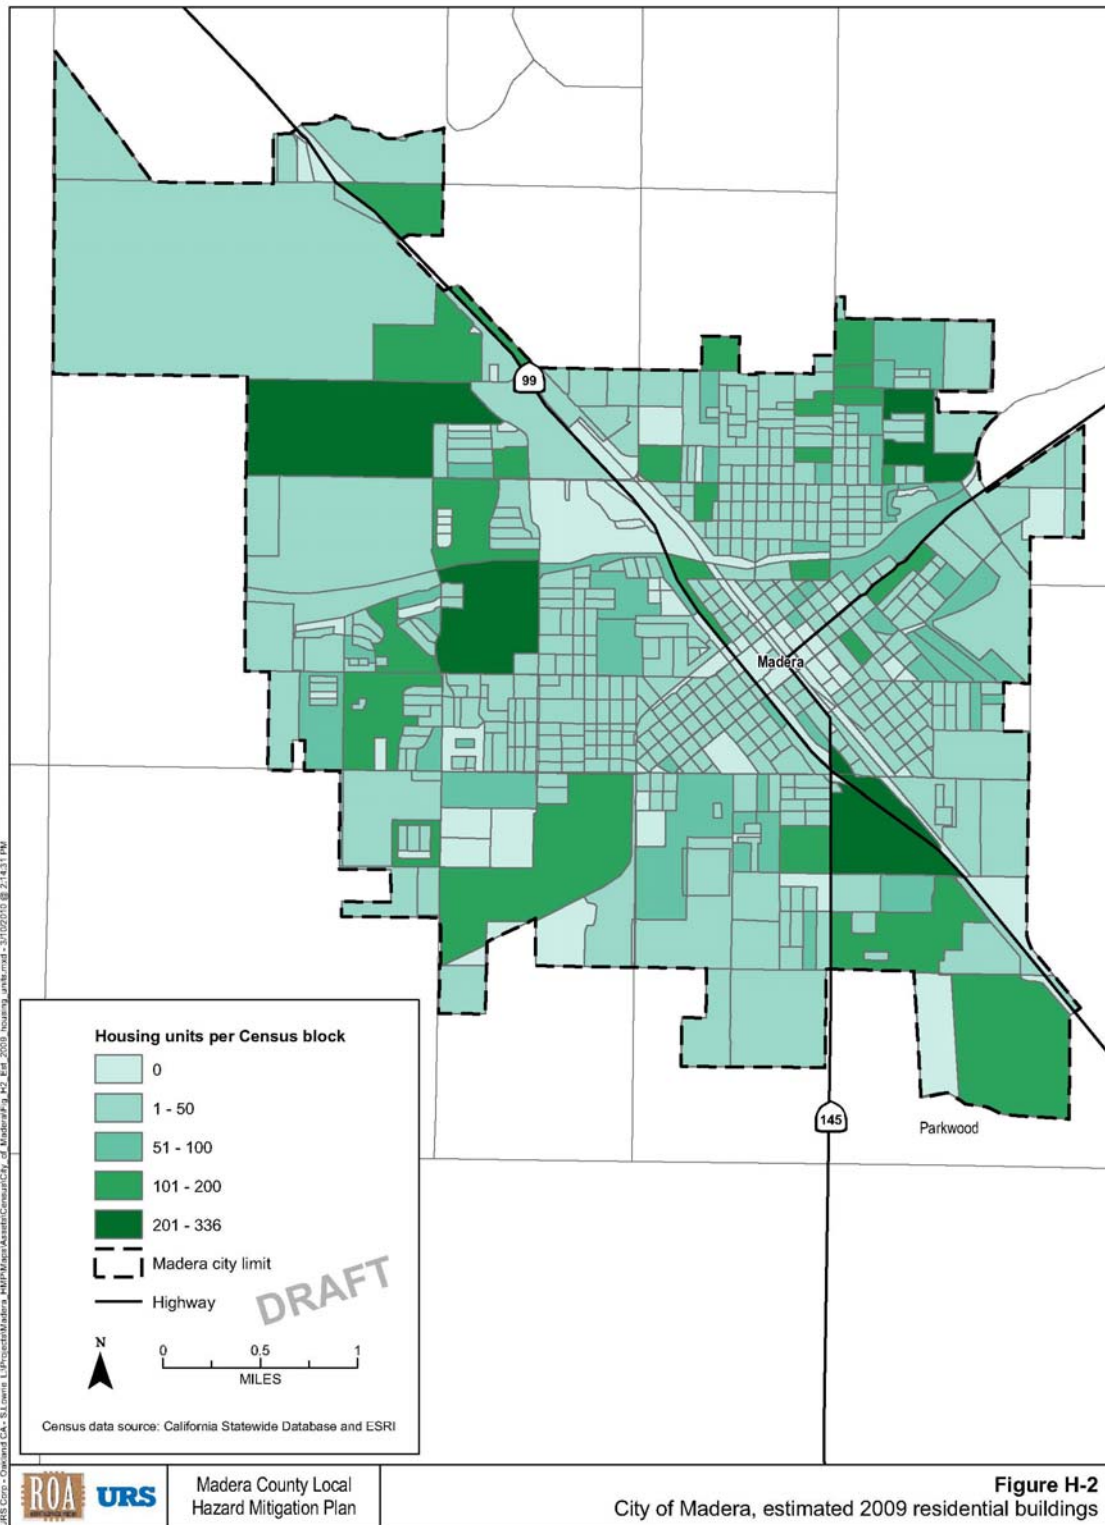 99
Madera
145
Parkwood
Housing units per Census block
0
1 - 50
51 - 100
101 - 200
201 - 336
Madera city limit
Highway
DRAFT
N
0 0.5 1
MILES
Census data source: California Statewide Database and ESRI
ROA
URS
Madera County Local
Hazard Mitigation Plan
Figure H-2
City of Madera, estimated 2009 residential buildings